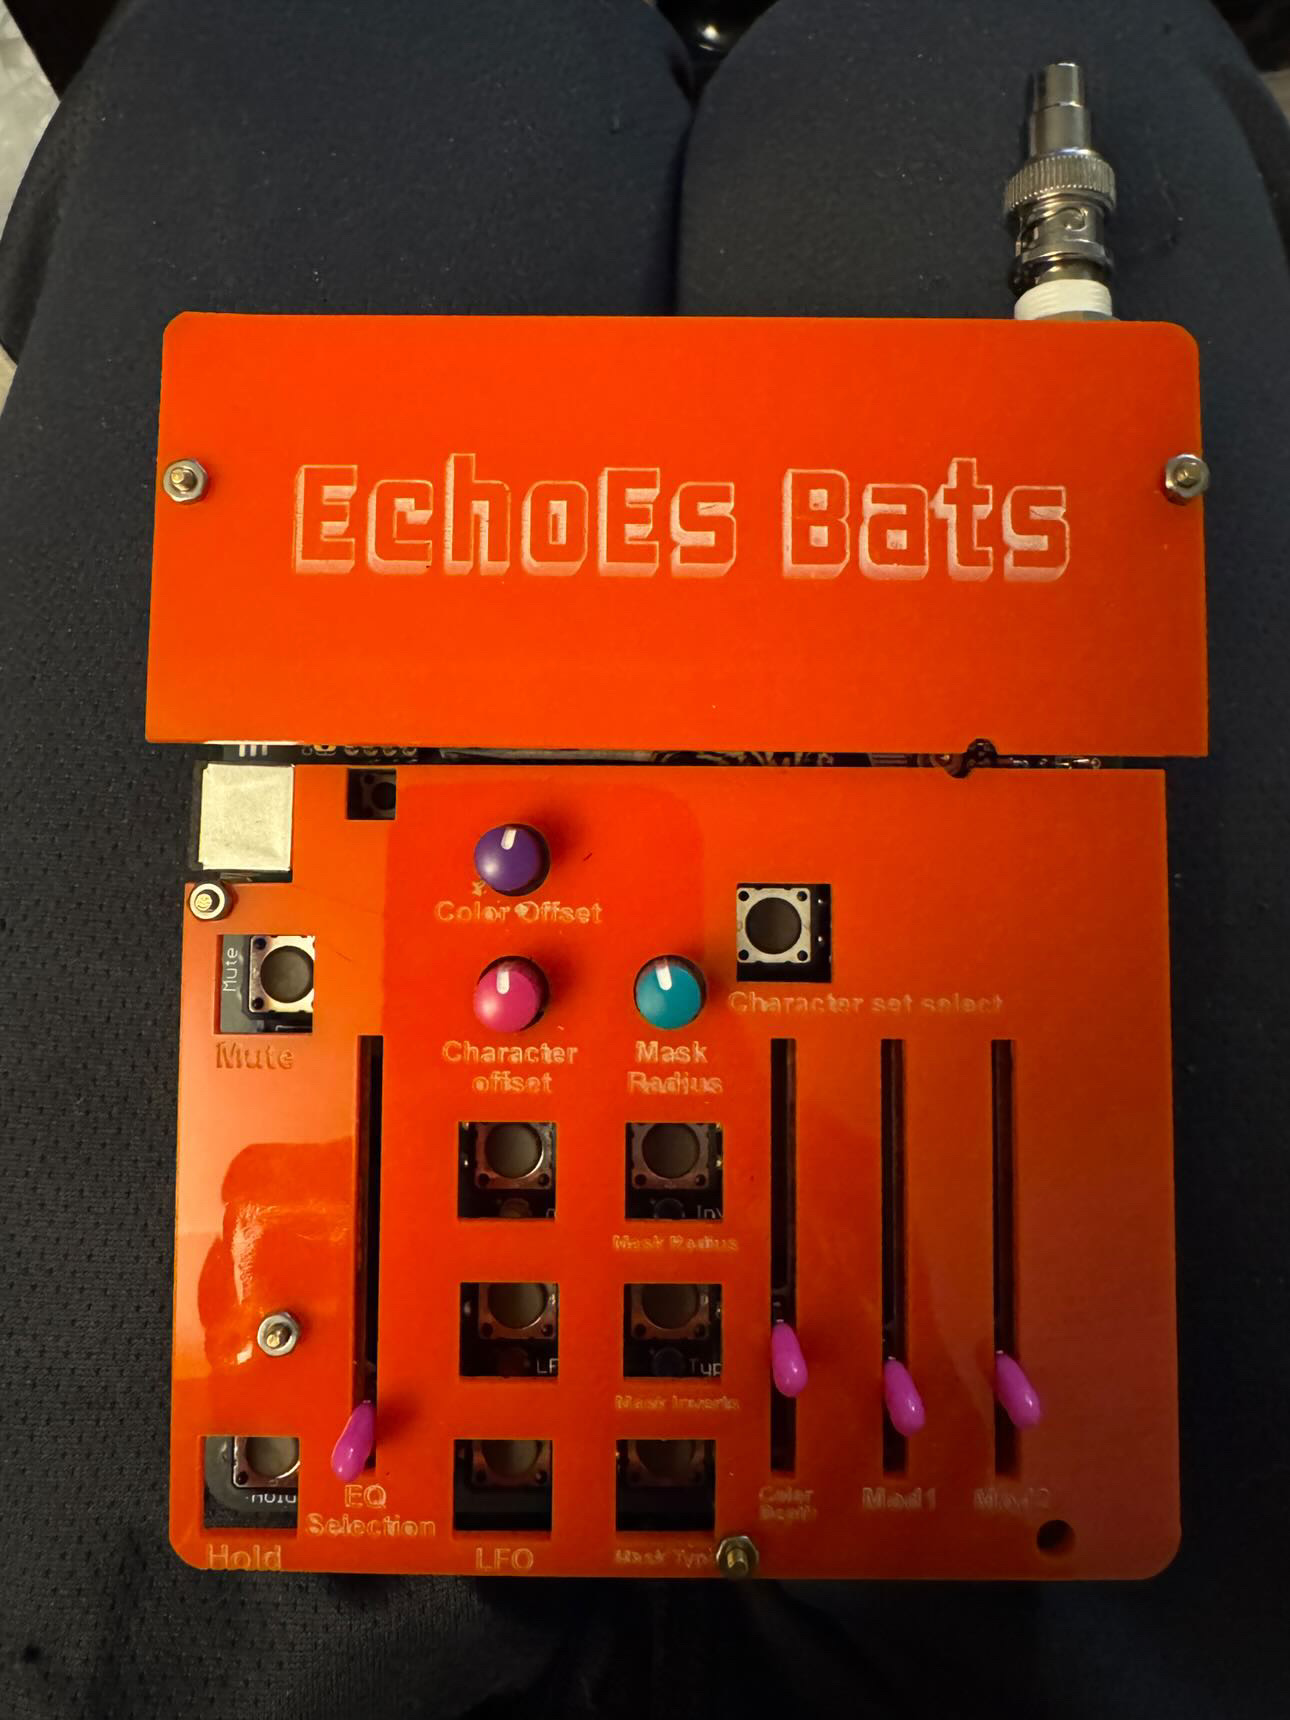 EchoEs Bats
Color Offset
Mute
Character set select
Mute
Character
offset
Mask
Radius
Inv
Mask Radius
LF
Typ
Mask Inverts
Hold
EQ
Selection
Color
Depth
Mod1
Mod2
Hold
LFO
Mask Type